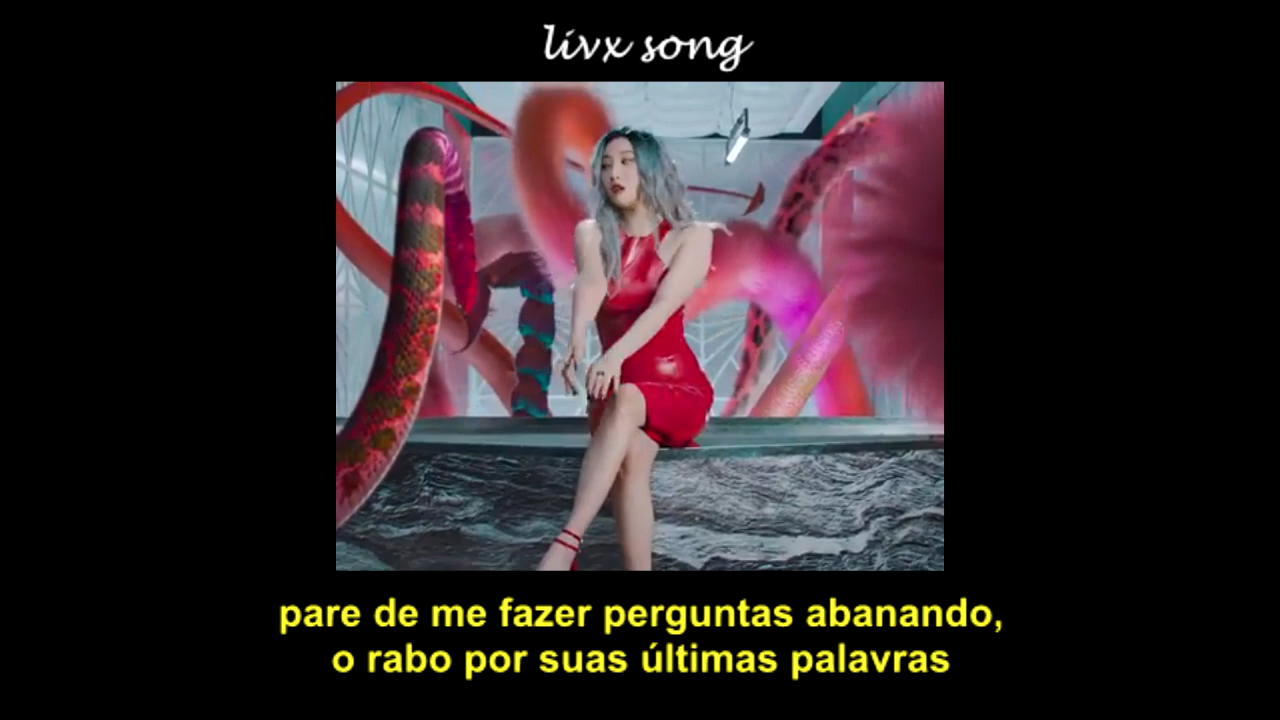 livx song
pare de me fazer perguntas abanando,
o rabo por suas últimas palavras